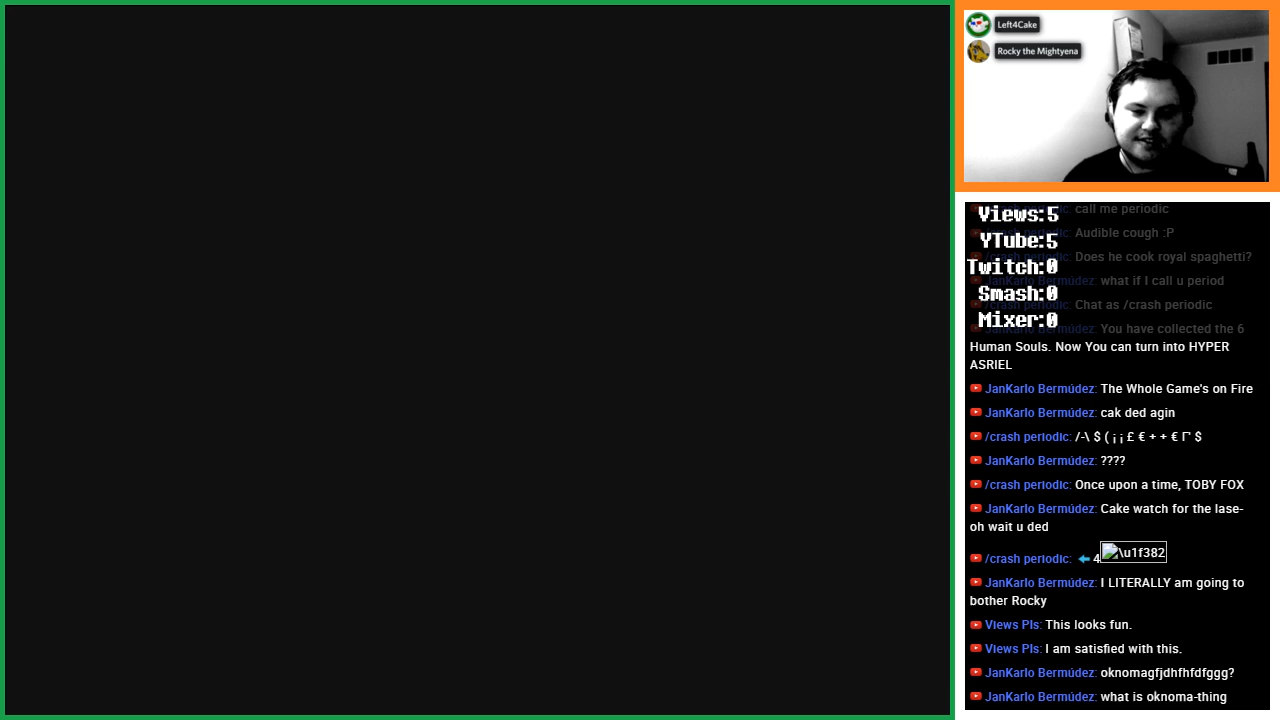 Left4Cake
Rocky the Mightyena
Views:5
YTube:5
Twitch:0
Smash:0
Mixer:0
call me periodic
Audible cough :P
Does he cook royal spaghetti?
JanKarlo Bermúdez: what if I call u period
/crash periodic: Chat as /crash periodic
You have collected the 6
Human Souls. Now You can turn into HYPER
ASRIEL
JanKarlo Bermúdez: The Whole Game's on Fire
JanKarlo Bermúdez: cak ded agin
/crash periodic: /-\ $ ( ¡ ¡ £ € + + € Γ $
JanKarlo Bermúdez: ????
/crash periodic: Once upon a time, TOBY FOX
JanKarlo Bermúdez: Cake watch for the lase-
oh wait u ded
/crash periodic: ⬅ 4 \u1f382
JanKarlo Bermúdez: I LITERALLY am going to
bother Rocky
Views Pls: This looks fun.
Views Pls: I am satisfied with this.
JanKarlo Bermúdez: oknomagfjdhfhfdfggg?
JanKarlo Bermúdez: what is oknoma-thing